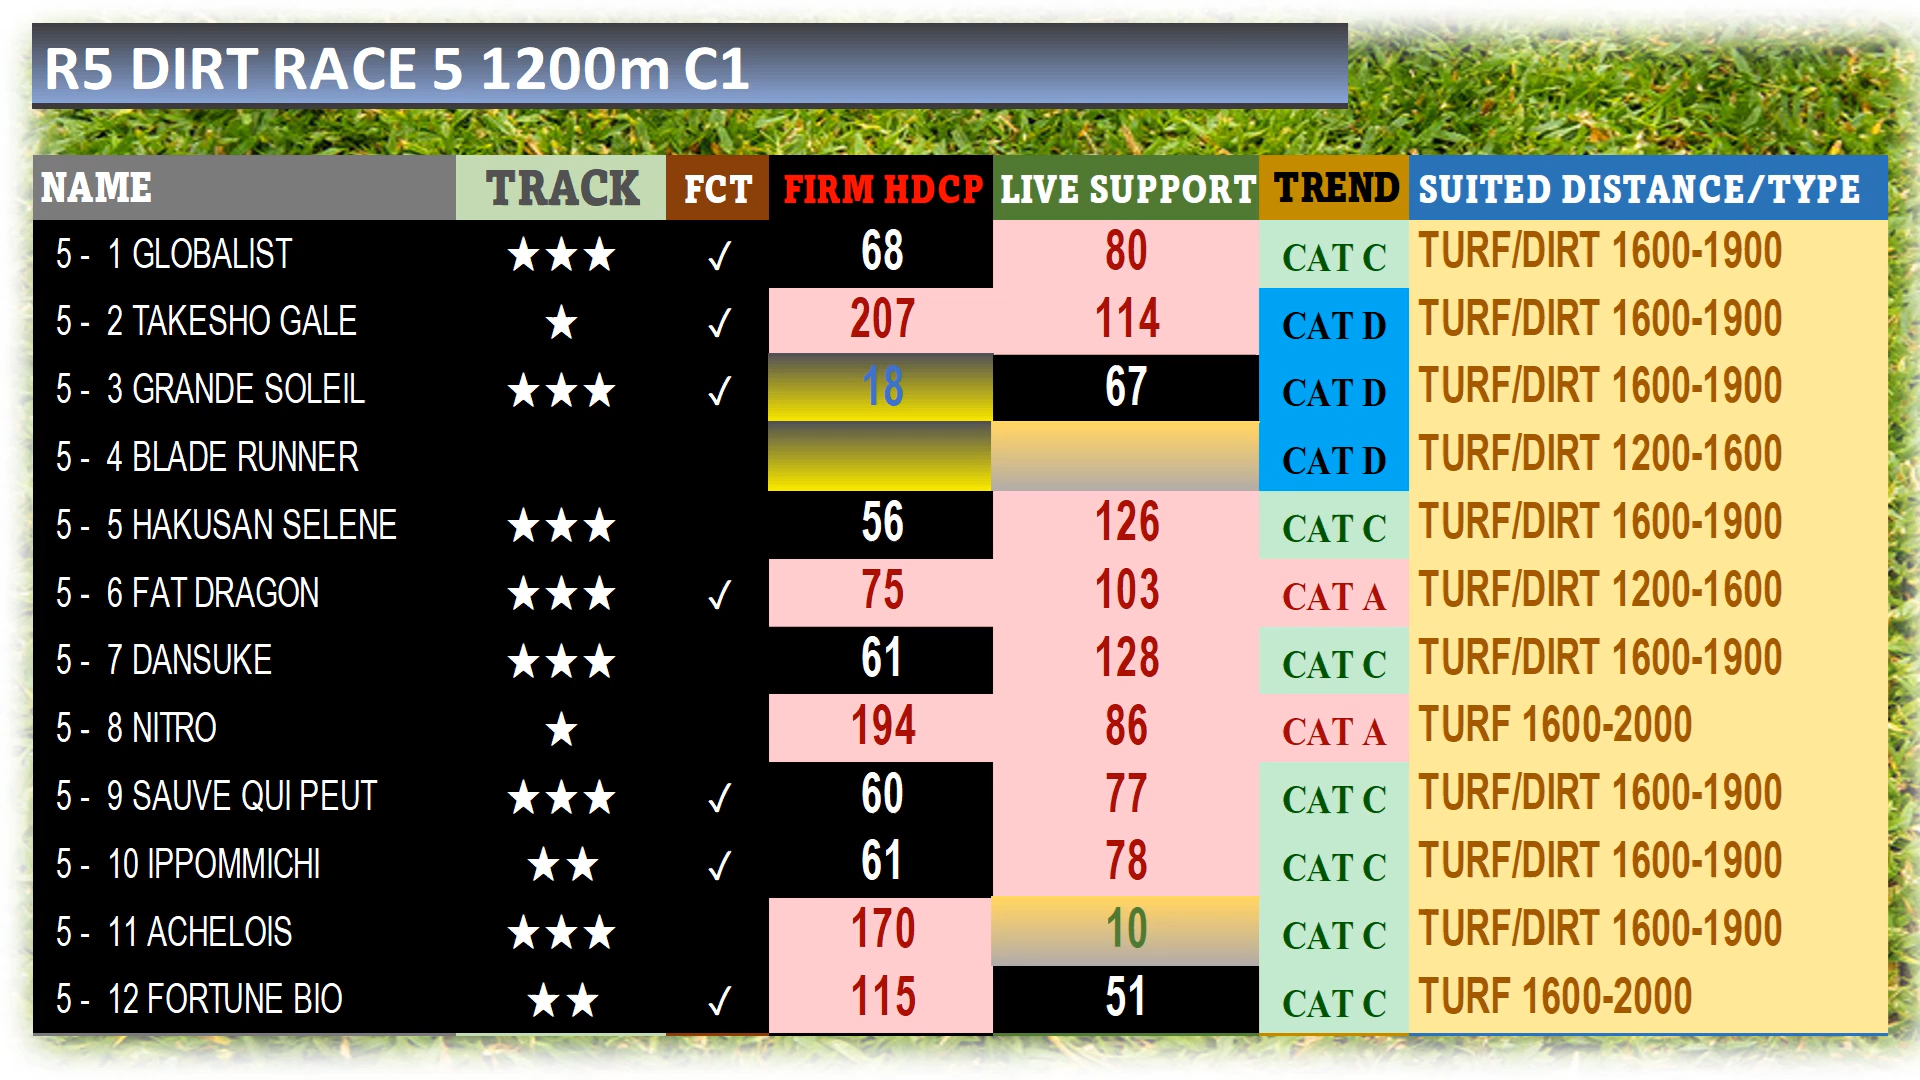 R5 DIRT RACE 5 1200m C1
NAME TRACK FCT FIRM HDCP LIVE SUPPORT TREND SUITED DISTANCE/TYPE
5 - 1 GLOBALIST ★★★ ✓ 68 80 CAT C TURF/DIRT 1600-1900
5 - 2 TAKESHO GALE ★ ✓ 207 114 CAT D TURF/DIRT 1600-1900
5 - 3 GRANDE SOLEIL ★★★ ✓ 18 67 CAT D TURF/DIRT 1600-1900
5 - 4 BLADE RUNNER CAT D TURF/DIRT 1200-1600
5 - 5 HAKUSAN SELENE ★★★ 56 126 CAT C TURF/DIRT 1600-1900
5 - 6 FAT DRAGON ★★★ ✓ 75 103 CAT A TURF/DIRT 1200-1600
5 - 7 DANSUKE ★★★ 61 128 CAT C TURF/DIRT 1600-1900
5 - 8 NITRO ★ 194 86 CAT A TURF 1600-2000
5 - 9 SAUVE QUI PEUT ★★★ ✓ 60 77 CAT C TURF/DIRT 1600-1900
5 - 10 IPPOMMICHI ★★ ✓ 61 78 CAT C TURF/DIRT 1600-1900
5 - 11 ACHELOIS ★★★ 170 10 CAT C TURF/DIRT 1600-1900
5 - 12 FORTUNE BIO ★★ ✓ 115 51 CAT C TURF 1600-2000